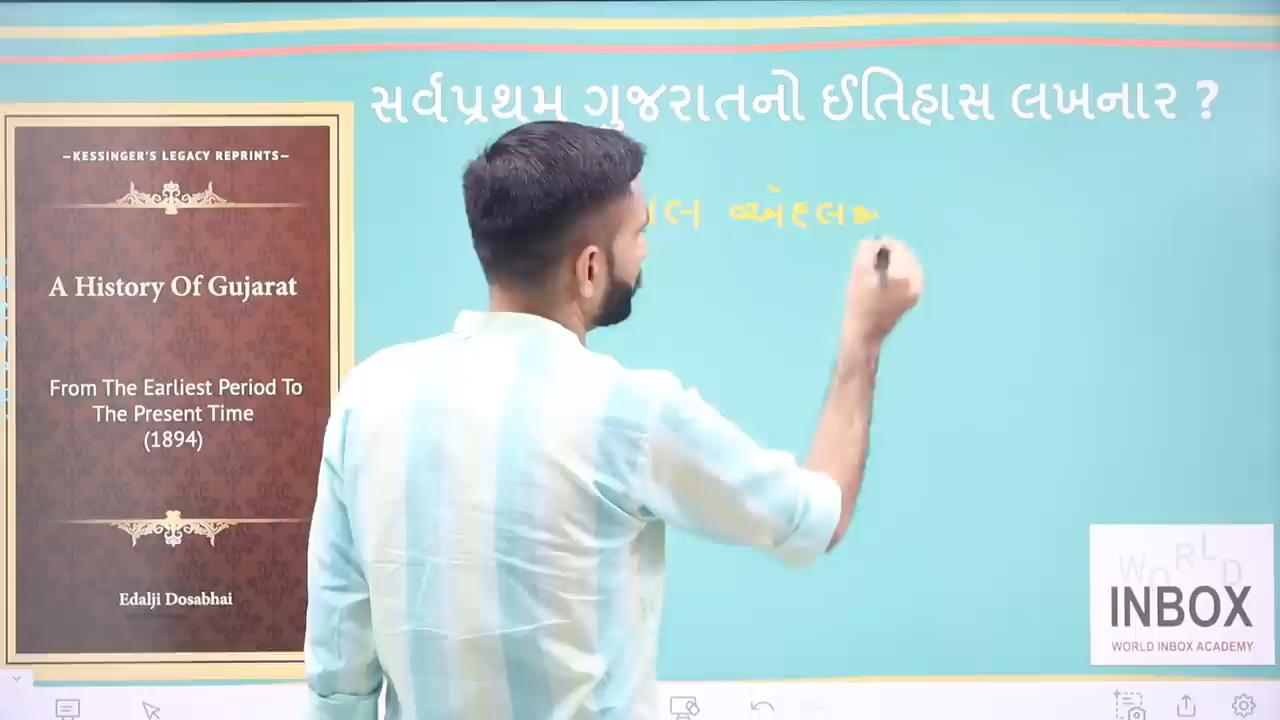 સર્વપ્રથમ ગુજરાતનો ઈતિહાસ લખનાર ?
—KESSINGER'S LEGACY REPRINTS—
A History Of Gujarat
From The Earliest Period To
The Present Time
(1894)
Edalji Dosabhai
WORLD
INBOX
WORLD INBOX ACADEMY